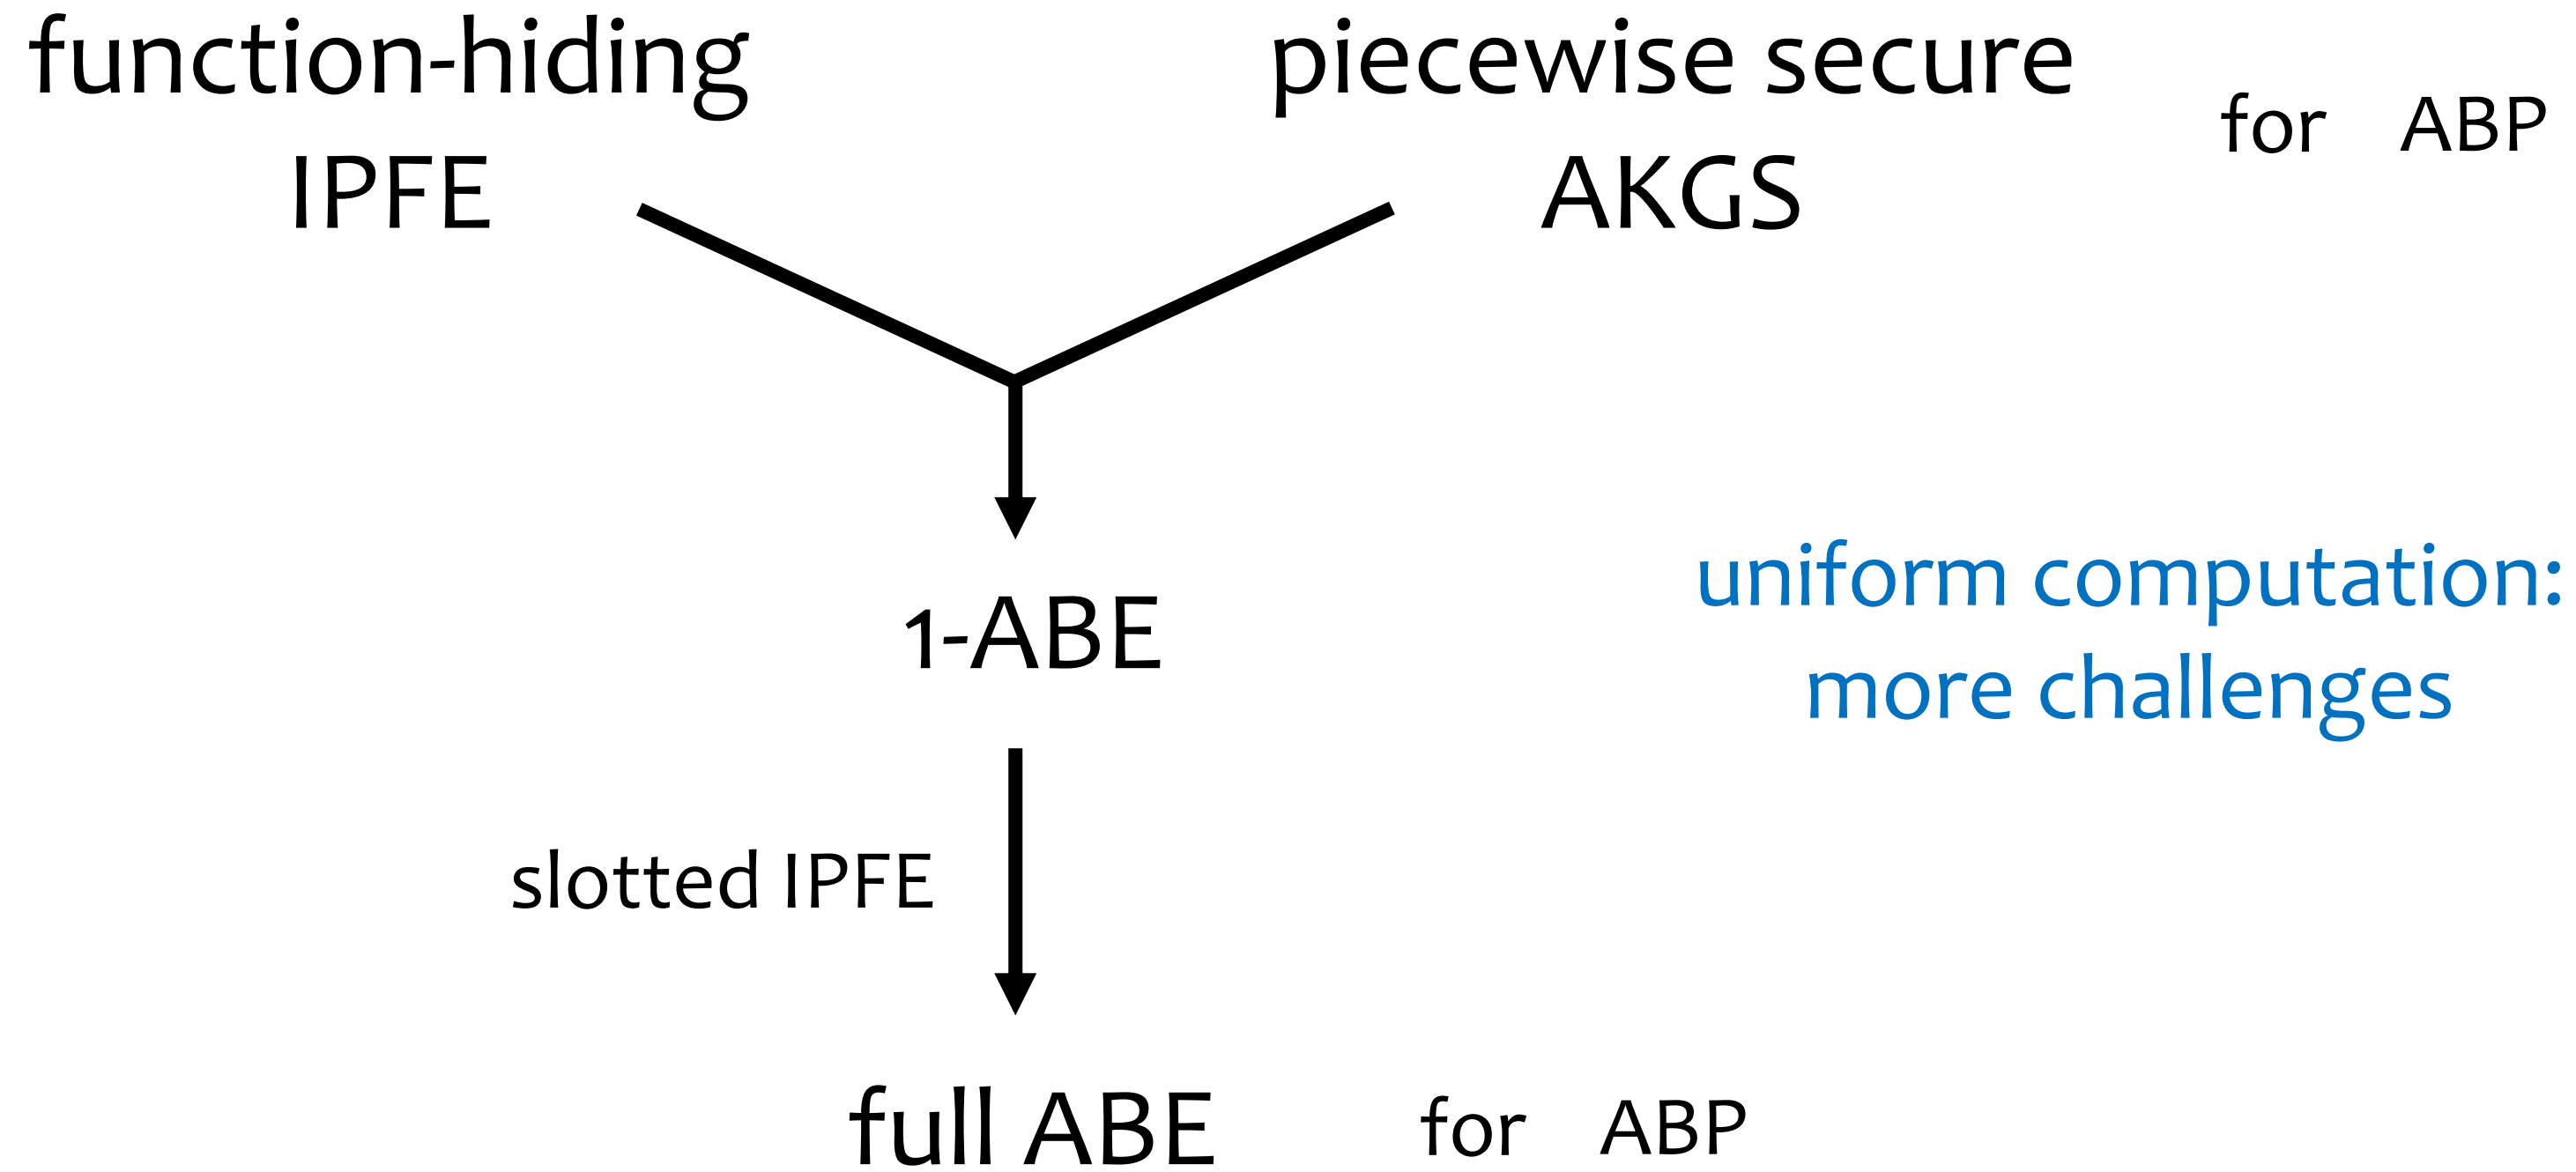 function-hiding
IPFE
piecewise secure
AKGS
for ABP
1-ABE
uniform computation:
more challenges
slotted IPFE
full ABE for ABP